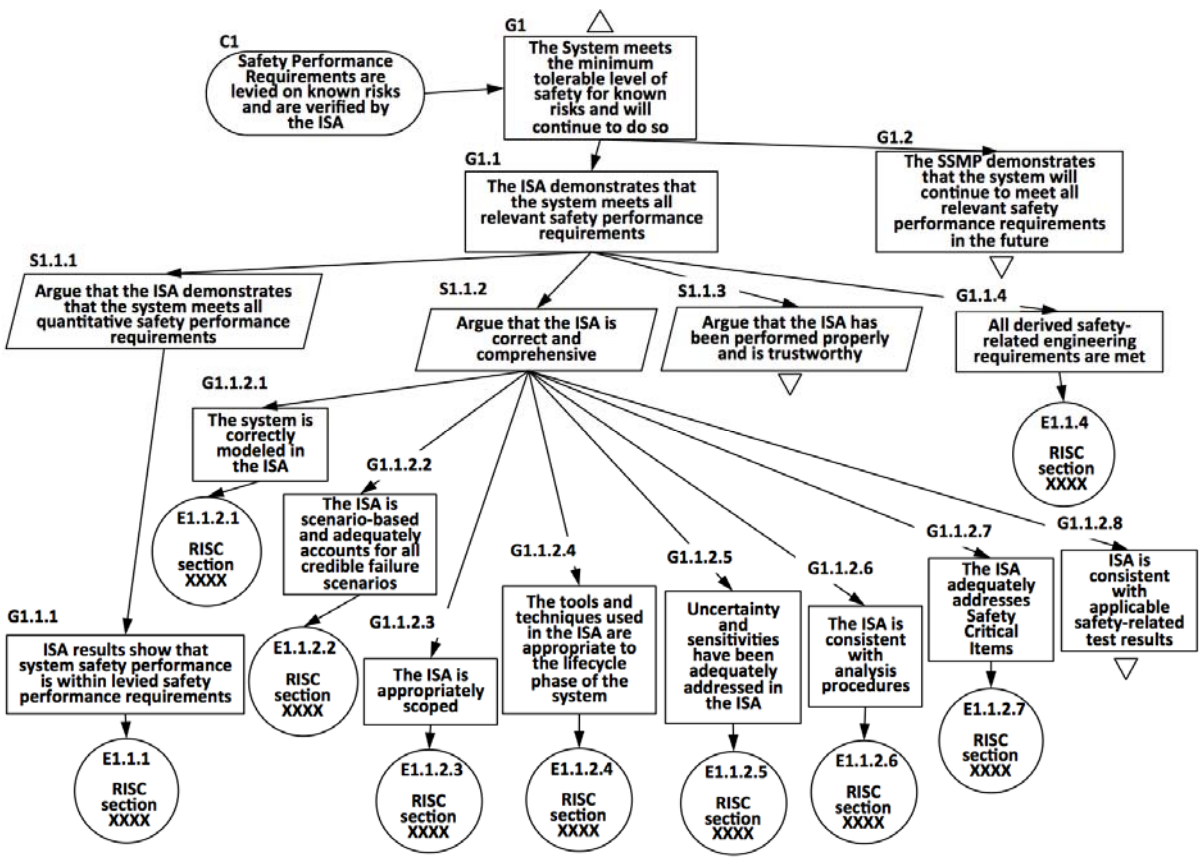 C1
Safety Performance
Requirements are
levied on known risks
and are verified by
the ISA
G1
The System meets
the minimum
tolerable level of
safety for known
risks and will
continue to do so
G1.1
The ISA demonstrates that
the system meets all
relevant safety performance
requirements
G1.2
The SSMP demonstrates
that the system will
continue to meet all
relevant safety
performance requirements
in the future
S1.1.1
Argue that the ISA demonstrates
that the system meets all
quantitative safety performance
requirements
S1.1.2
Argue that the ISA is
correct and
comprehensive
S1.1.3
Argue that the ISA has
been performed properly
and is trustworthy
G1.1.4
All derived safety-
related engineering
requirements are met
E1.1.4
RISC
section
XXXX
G1.1.2.1
The system is
correctly
modeled in
the ISA
E1.1.2.1
RISC
section
XXXX
G1.1.2.2
The ISA is
scenario-based
and adequately
accounts for all
credible failure
scenarios
E1.1.2.2
RISC
section
XXXX
G1.1.1
ISA results show that
system safety performance
is within levied safety
performance requirements
E1.1.1
RISC
section
XXXX
G1.1.2.3
The ISA is
appropriately
scoped
E1.1.2.3
RISC
section
XXXX
G1.1.2.4
The tools and
techniques used
in the ISA are
appropriate to
the lifecycle
phase of the
system
E1.1.2.4
RISC
section
XXXX
G1.1.2.5
Uncertainty
and
sensitivities
have been
adequately
addressed in
the ISA
E1.1.2.5
RISC
section
XXXX
G1.1.2.6
The ISA is
consistent
with
analysis
procedures
E1.1.2.6
RISC
section
XXXX
G1.1.2.7
The ISA
adequately
addresses
Safety
Critical
Items
E1.1.2.7
RISC
section
XXXX
G1.1.2.8
ISA is
consistent
with
applicable
safety-related
test results